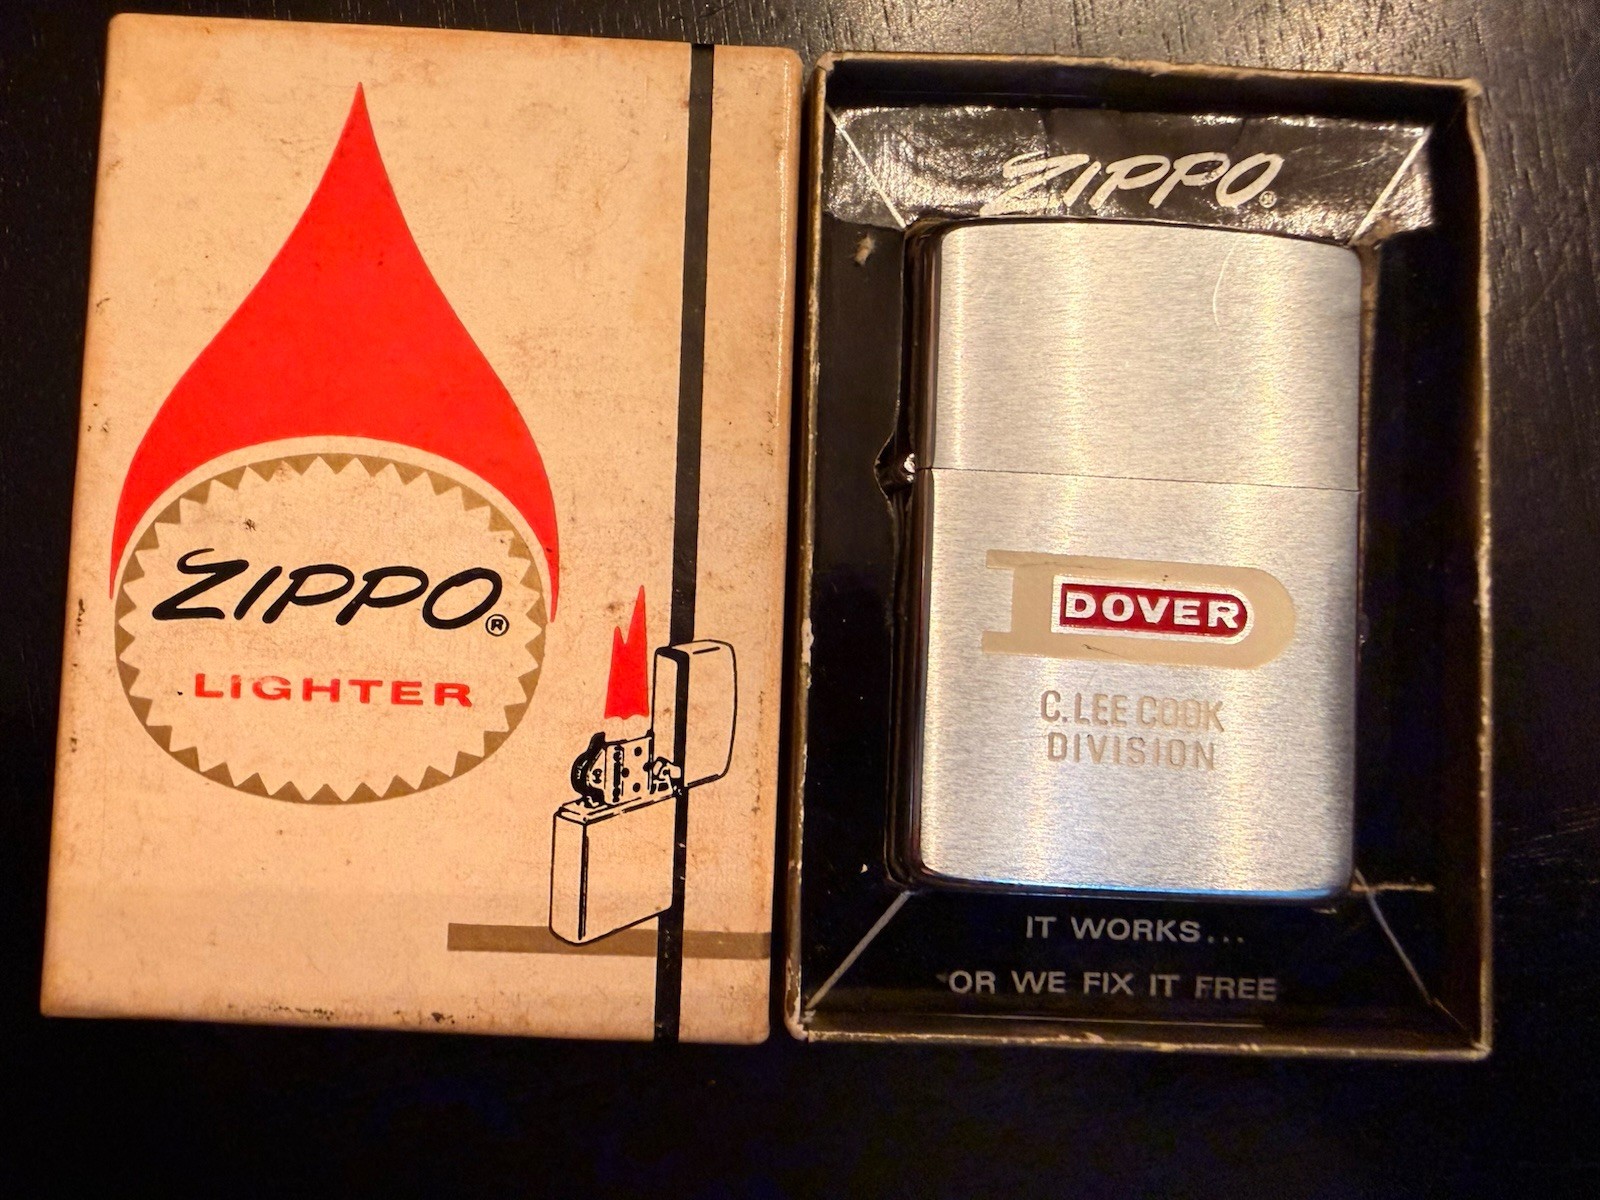 ZIPPO®
LIGHTER
ZIPPO®
DOVER
C. LEE COOK
DIVISION
IT WORKS...
OR WE FIX IT FREE